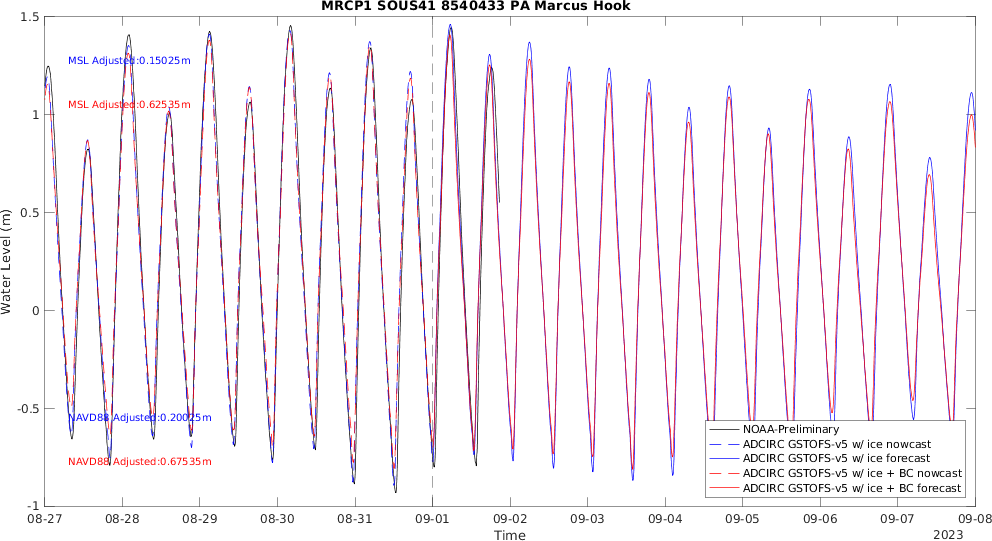 MRCP1 SOUS41 8540433 PA Marcus Hook
1.5
1
0.5
0
-0.5
-1
Water Level (m)
MSL Adjusted:0.15025m
MSL Adjusted:0.62535m
NAVD88 Adjusted:0.20025m
NAVD88 Adjusted:0.67535m
NOAA-Preliminary
ADCIRC GSTOFS-v5 w/ ice nowcast
ADCIRC GSTOFS-v5 w/ ice forecast
ADCIRC GSTOFS-v5 w/ ice + BC nowcast
ADCIRC GSTOFS-v5 w/ ice + BC forecast
08-27 08-28 08-29 08-30 08-31 09-01 09-02 09-03 09-04 09-05 09-06 09-07 09-08
Time
2023